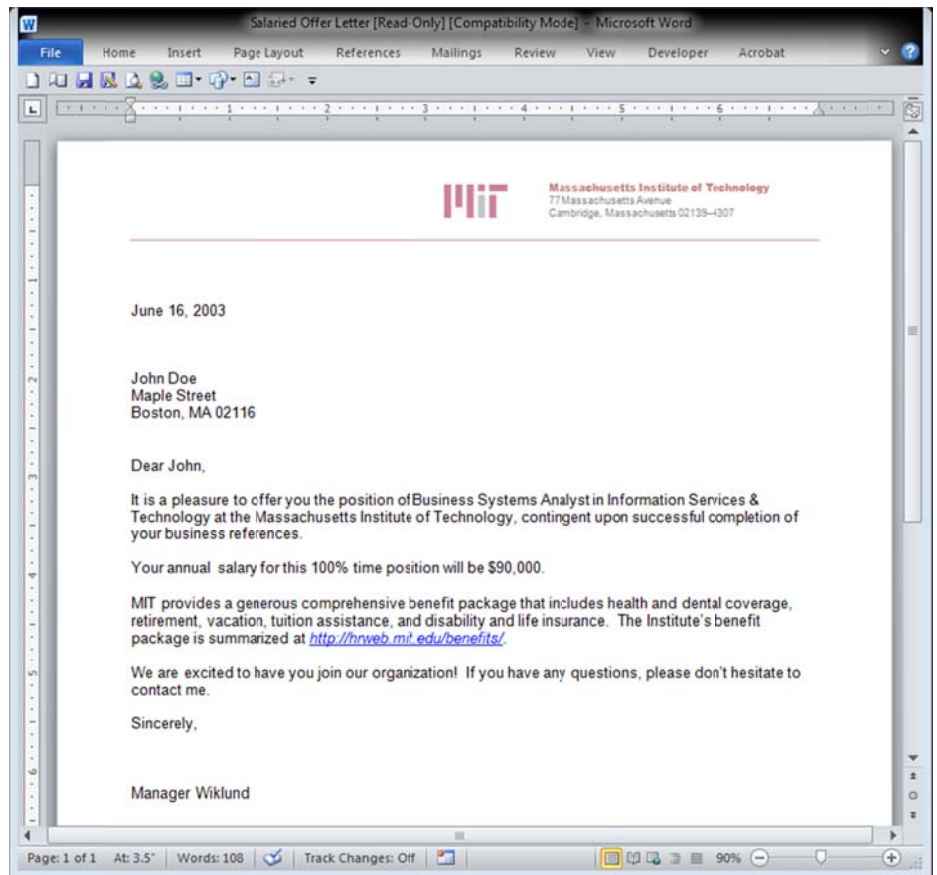 Salaried Offer Letter [Read-Only] [Compatibility Mode] - Microsoft Word
File Home Insert Page Layout References Mailings Review View Developer Acrobat
1 2 3 4 5 6
MIT
Massachusetts Institute of Technology
77 Massachusetts Avenue
Cambridge, Massachusetts 02139-4307
June 16, 2003
John Doe
Maple Street
Boston, MA 02116
Dear John,
It is a pleasure to offer you the position of Business Systems Analyst in Information Services &
Technology at the Massachusetts Institute of Technology, contingent upon successful completion of
your business references.
Your annual salary for this 100% time position will be $90,000.
MIT provides a generous comprehensive benefit package that includes health and dental coverage,
retirement, vacation, tuition assistance, and disability and life insurance. The Institute's benefit
package is summarized at http://hrweb.mit.edu/benefits/.
We are excited to have you join our organization! If you have any questions, please don't hesitate to
contact me.
Sincerely,
Manager Wiklund
Page: 1 of 1 At: 3.5" Words: 108 Track Changes: Off 90%